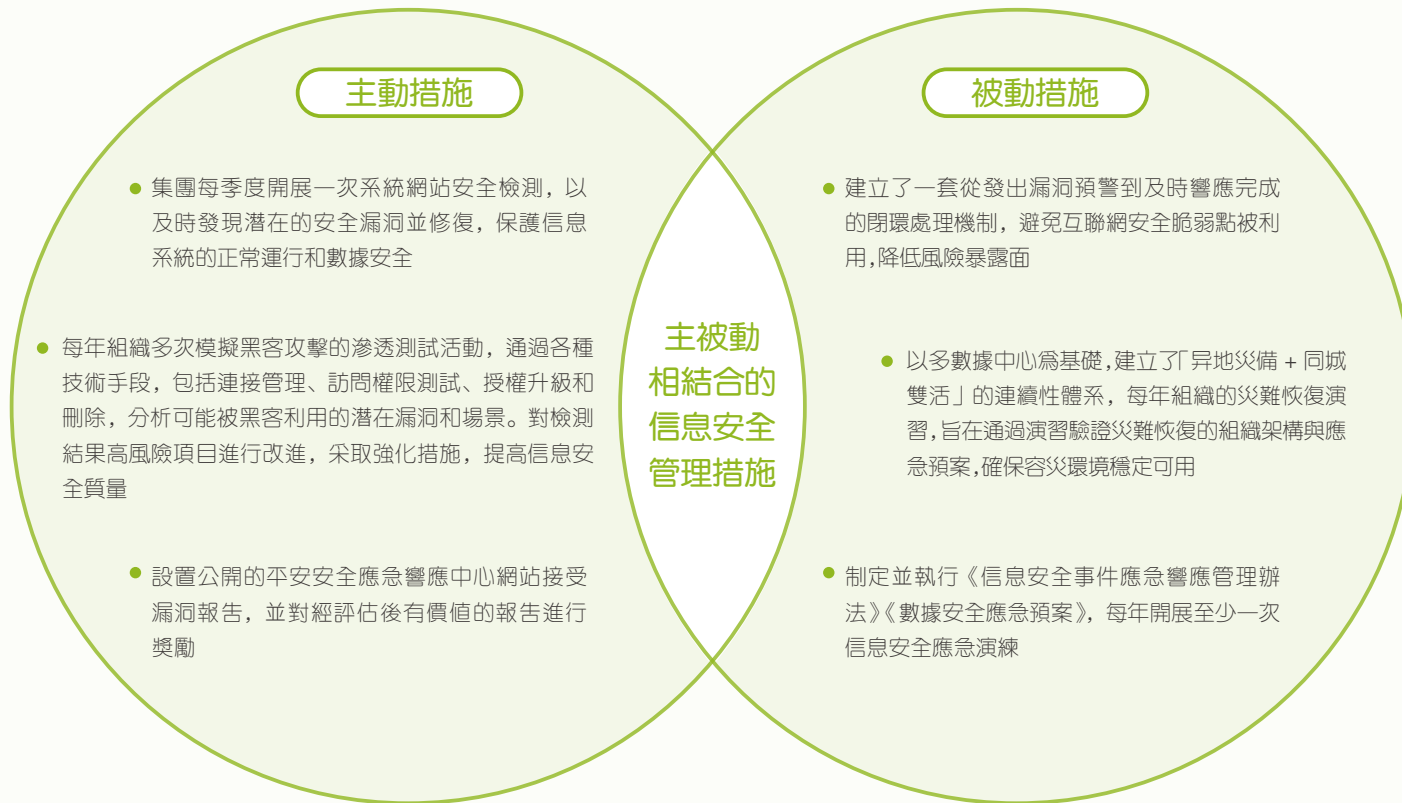 主動措施
集團每季度開展一次系統網站安全檢測，以
及時發現潛在的安全漏洞並修復，保護信息
系統的正常運行和數據安全
每年組織多次模擬黑客攻擊的滲透測試活動，通過各種
技術手段，包括連接管理、訪問權限測試、授權升級和
刪除，分析可能被黑客利用的潛在漏洞和場景。對檢測
結果高風險項目進行改進，采取強化措施，提高信息安
全質量
設置公開的平安安全應急響應中心網站接受
漏洞報告，並對經評估後有價值的報告進行
獎勵
主被動
相結合的
信息安全
管理措施
被動措施
建立了一套從發出漏洞預警到及時響應完成
的閉環處理機制，避免互聯網安全脆弱點被利
用，降低風險暴露面
以多數據中心為基礎，建立了「异地災備 + 同城
雙活」的連續性體系，每年組織的災難恢復演
習，旨在通過演習驗證災難恢復的組織架構與應
急預案，確保容災環境穩定可用
制定並執行《信息安全事件應急響應管理辦
法》《數據安全應急預案》，每年開展至少一次
信息安全應急演練